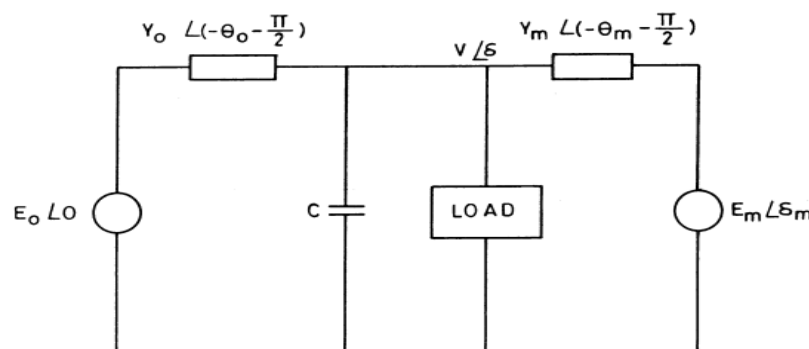 Y₀ ∠(-θ₀-π/2)
V∠δ
Yₘ ∠(-θₘ-π/2)
E₀∠0
C
LOAD
Eₘ∠δₘ